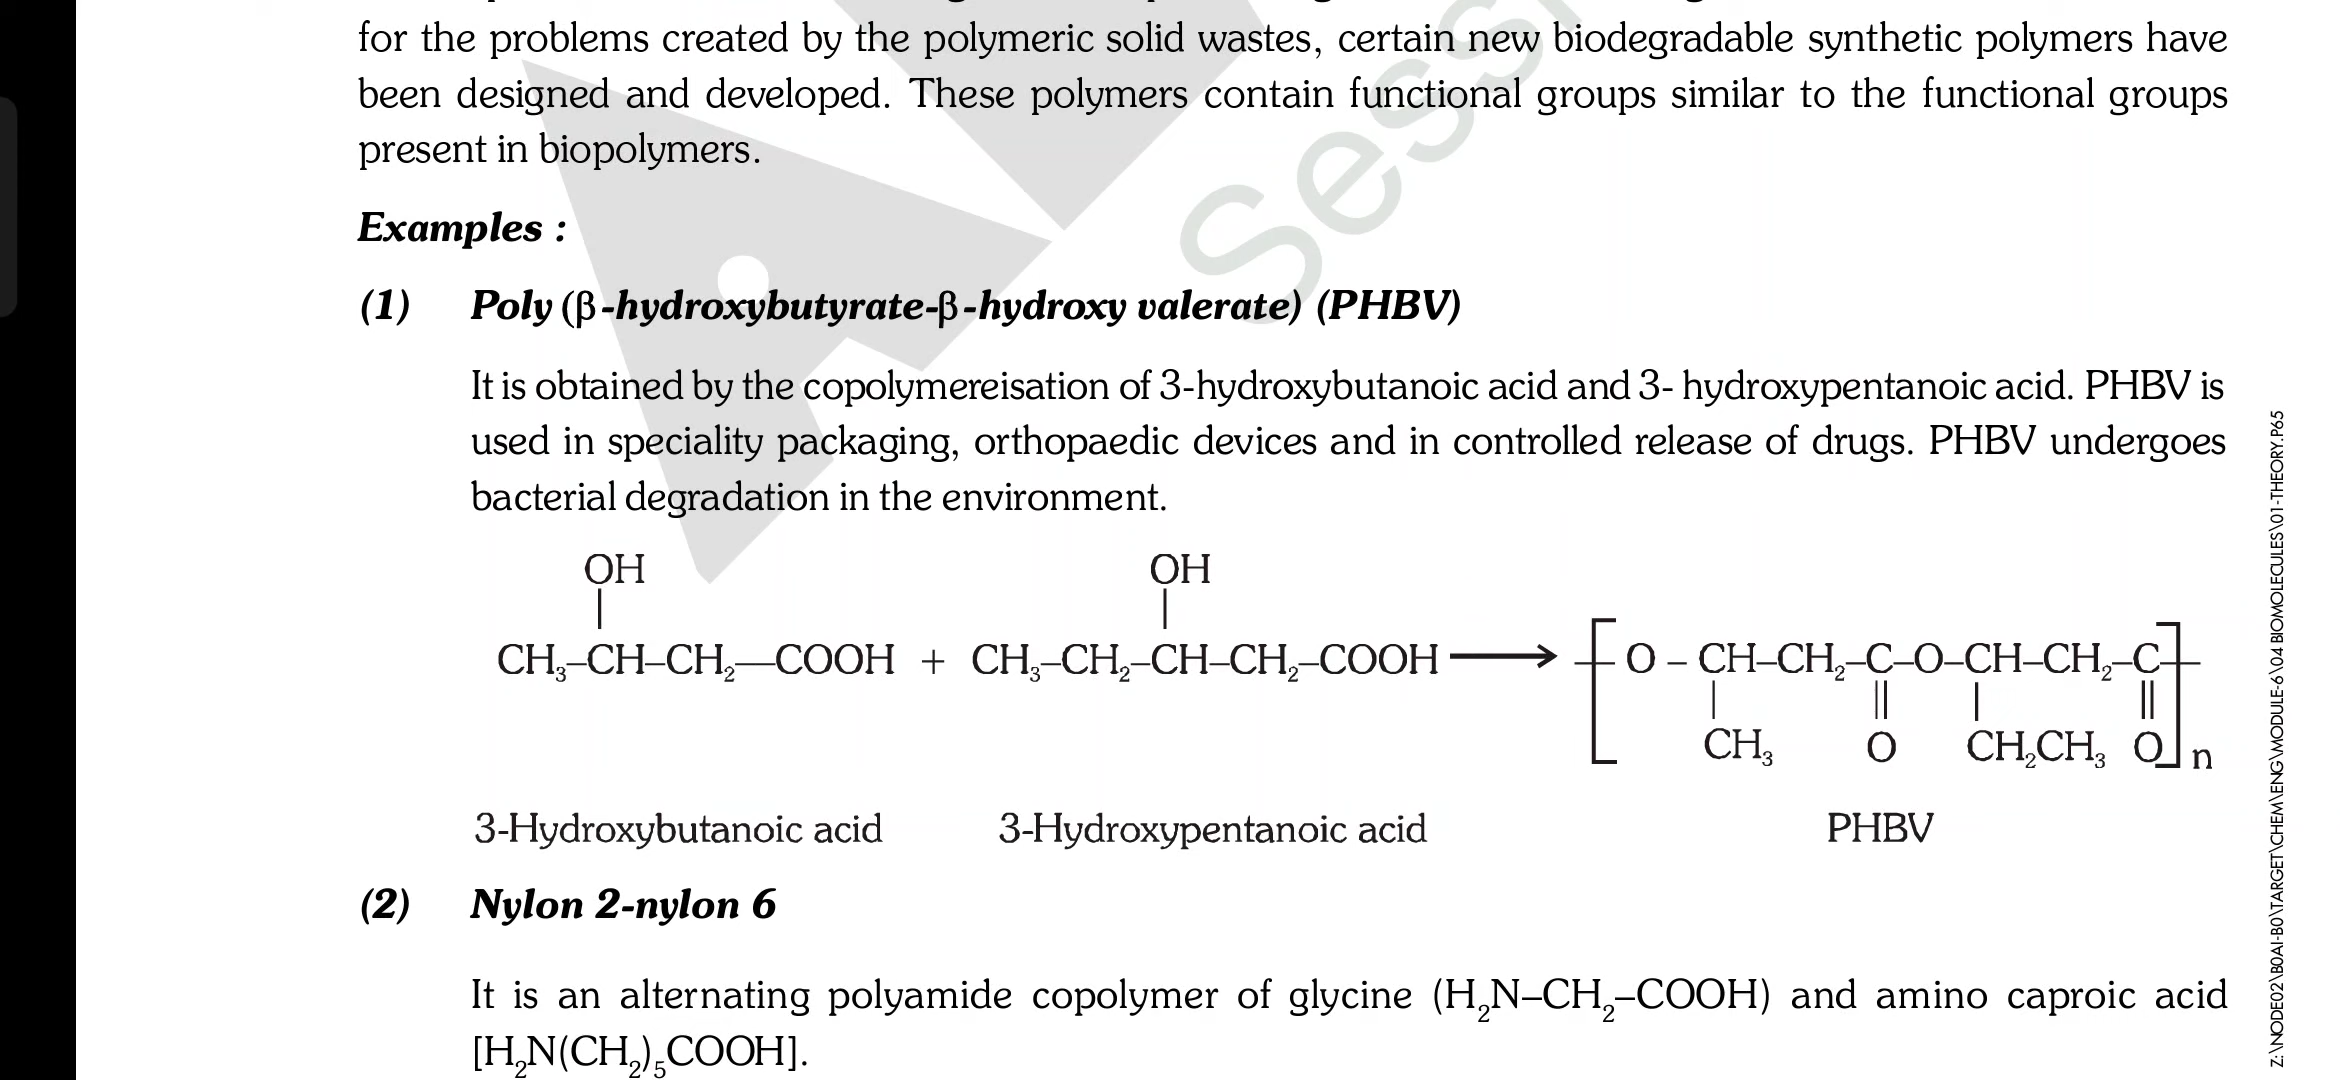 for the problems created by the polymeric solid wastes, certain new biodegradable synthetic polymers have
been designed and developed. These polymers contain functional groups similar to the functional groups
present in biopolymers.
Examples :
(1) Poly (β-hydroxybutyrate-β-hydroxy valerate) (PHBV)
It is obtained by the copolymereisation of 3-hydroxybutanoic acid and 3- hydroxypentanoic acid. PHBV is
used in speciality packaging, orthopaedic devices and in controlled release of drugs. PHBV undergoes
bacterial degradation in the environment.
OH OH
CH₃–CH–CH₂—COOH + CH₃–CH₂–CH–CH₂–COOH ⟶ [O – CH–CH₂–C–O–CH–CH₂–C]
CH₃ O CH₂CH₃ O n
3-Hydroxybutanoic acid 3-Hydroxypentanoic acid PHBV
(2) Nylon 2-nylon 6
It is an alternating polyamide copolymer of glycine (H₂N–CH₂–COOH) and amino caproic acid
[H₂N(CH₂)₅COOH].
Z:\NODE02\B0AI-B0\TARGET\CHEM\ENG\MODULE-6\04 BIOMOLECULES\01-THEORY.P65